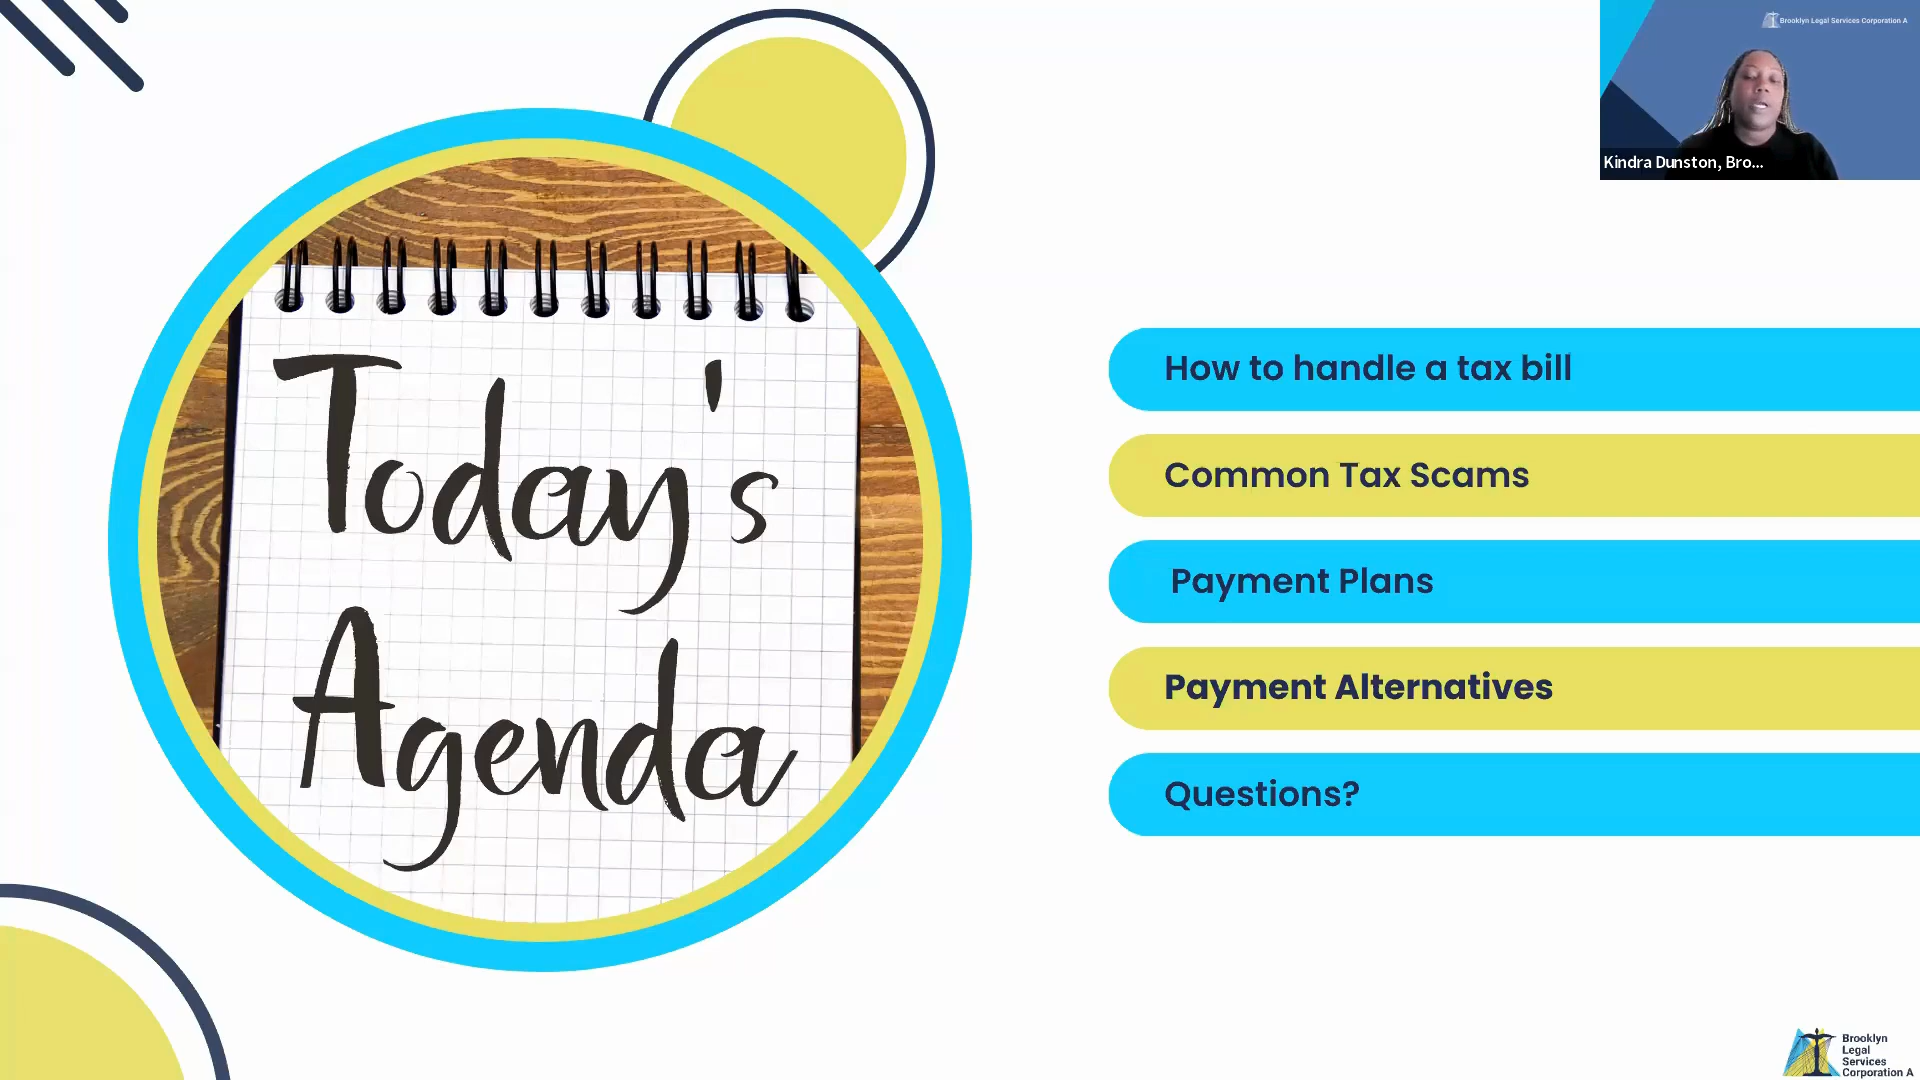 Brooklyn Legal Services Corporation A
Kindra Dunston, Bro...
Today's
Agenda
How to handle a tax bill
Common Tax Scams
Payment Plans
Payment Alternatives
Questions?
Brooklyn
Legal
Services
Corporation A